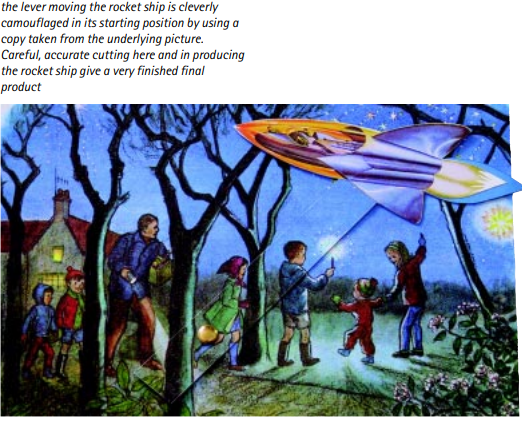 the lever moving the rocket ship is cleverly
camouflaged in its starting position by using a
copy taken from the underlying picture.
Careful, accurate cutting here and in producing
the rocket ship give a very finished final
product